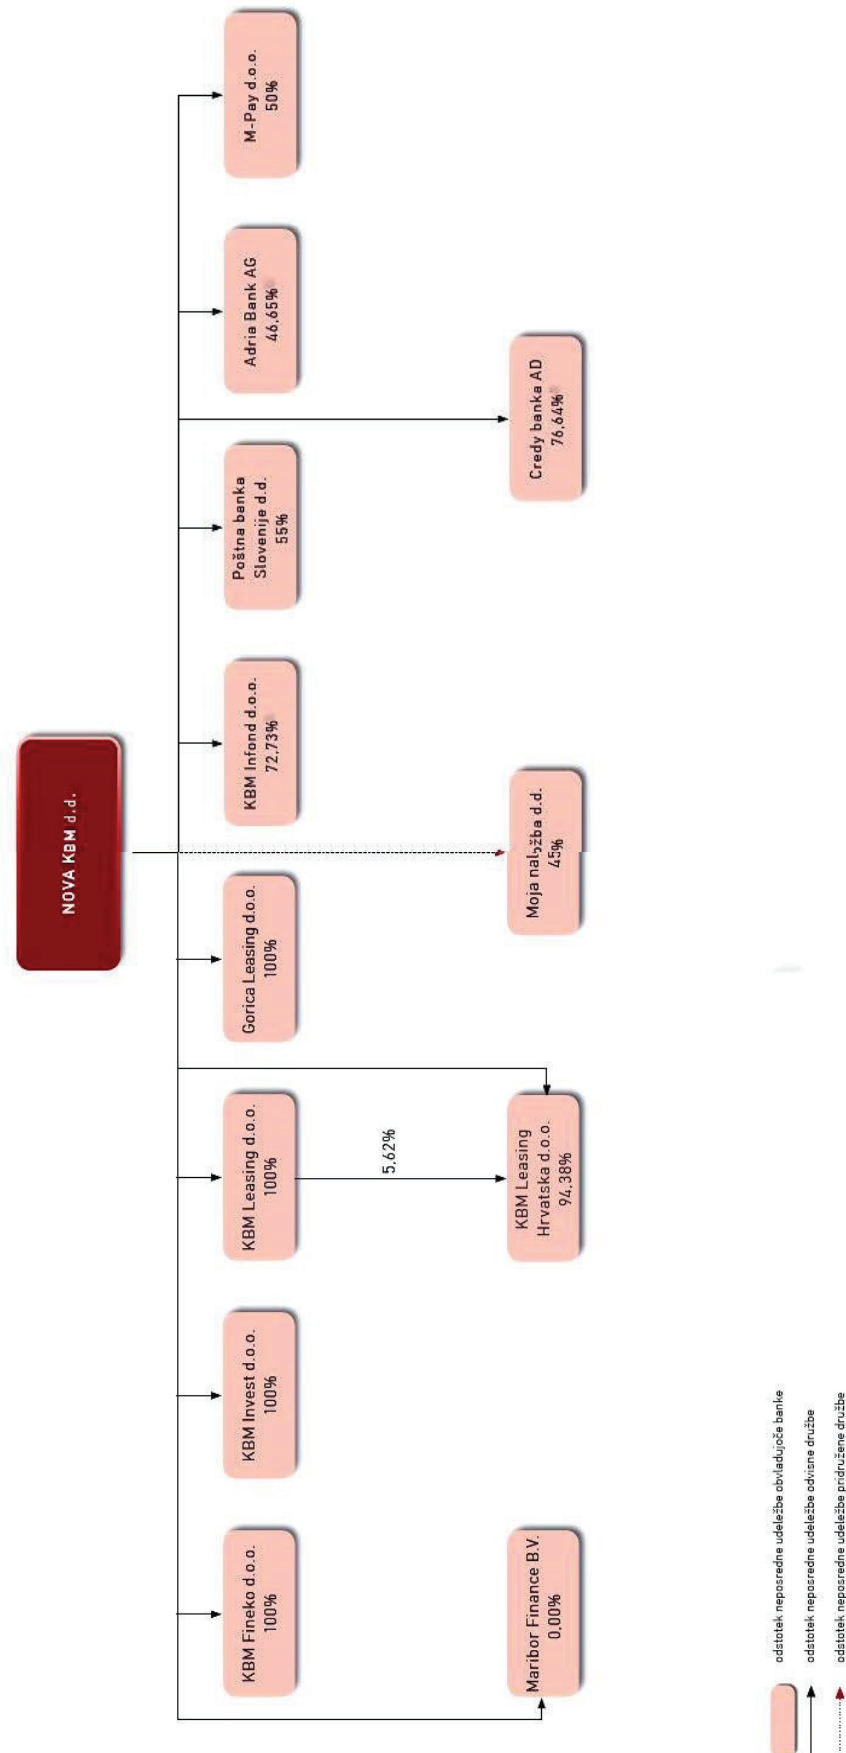 NOVA KBM d.d.
KBM Fineko d.o.o.
100%
KBM Invest d.o.o.
100%
KBM Leasing d.o.o.
100%
Gorica Leasing d.o.o.
100%
KBM Infond d.o.o.
72,73%
Poštna banka
Slovenije d.d.
55%
Adria Bank AG
46,65%
M-Pay d.o.o.
50%
5,62%
Maribor Finance B.V.
0,00%
KBM Leasing
Hrvatska d.o.o.
94,38%
Moja naložba d.d.
45%
Credy banka AD
76,64%
odstotek neposredne udeležbe obvladujoče banke
odstotek neposredne udeležbe odvisne družbe
odstotek neposredne udeležbe pridružene družbe